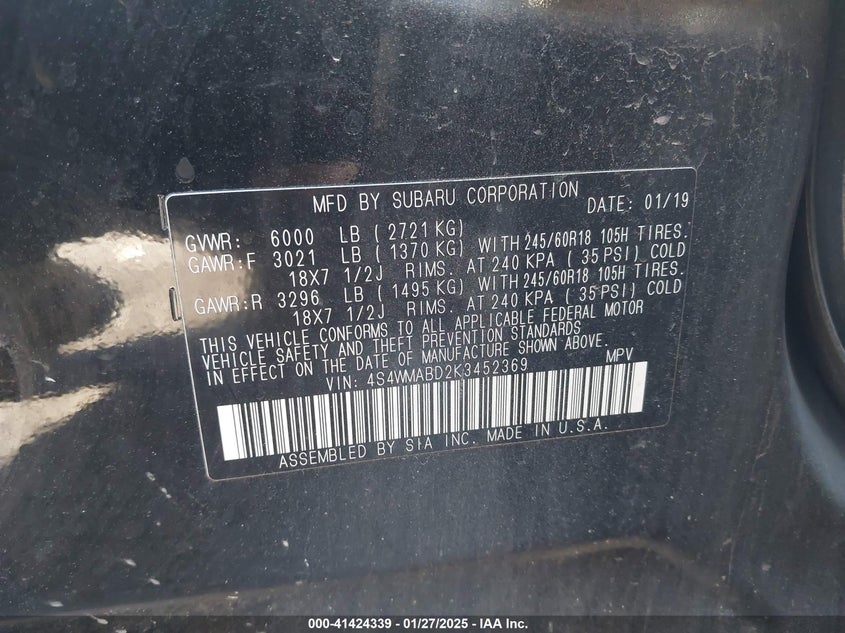 MFD BY SUBARU CORPORATION DATE: 01/19
GVWR: 6000 LB ( 2721 KG)
GAWR:F 3021 LB ( 1370 KG) WITH 245/60R18 105H TIRES.
18X7 1/2J RIMS. AT 240 KPA ( 35 PSI) COLD
GAWR:R 3296 LB ( 1495 KG) WITH 245/60R18 105H TIRES.
18X7 1/2J RIMS. AT 240 KPA ( 35 PSI) COLD
THIS VEHICLE CONFORMS TO ALL APPLICABLE FEDERAL MOTOR
VEHICLE SAFETY AND THEFT PREVENTION STANDARDS
IN EFFECT ON THE DATE OF MANUFACTURE SHOWN ABOVE.
VIN: 4S4WMABD2K3452369 MPV
ASSEMBLED BY SIA INC. MADE IN U.S.A.
000-41424339 - 01/27/2025 - IAA Inc.